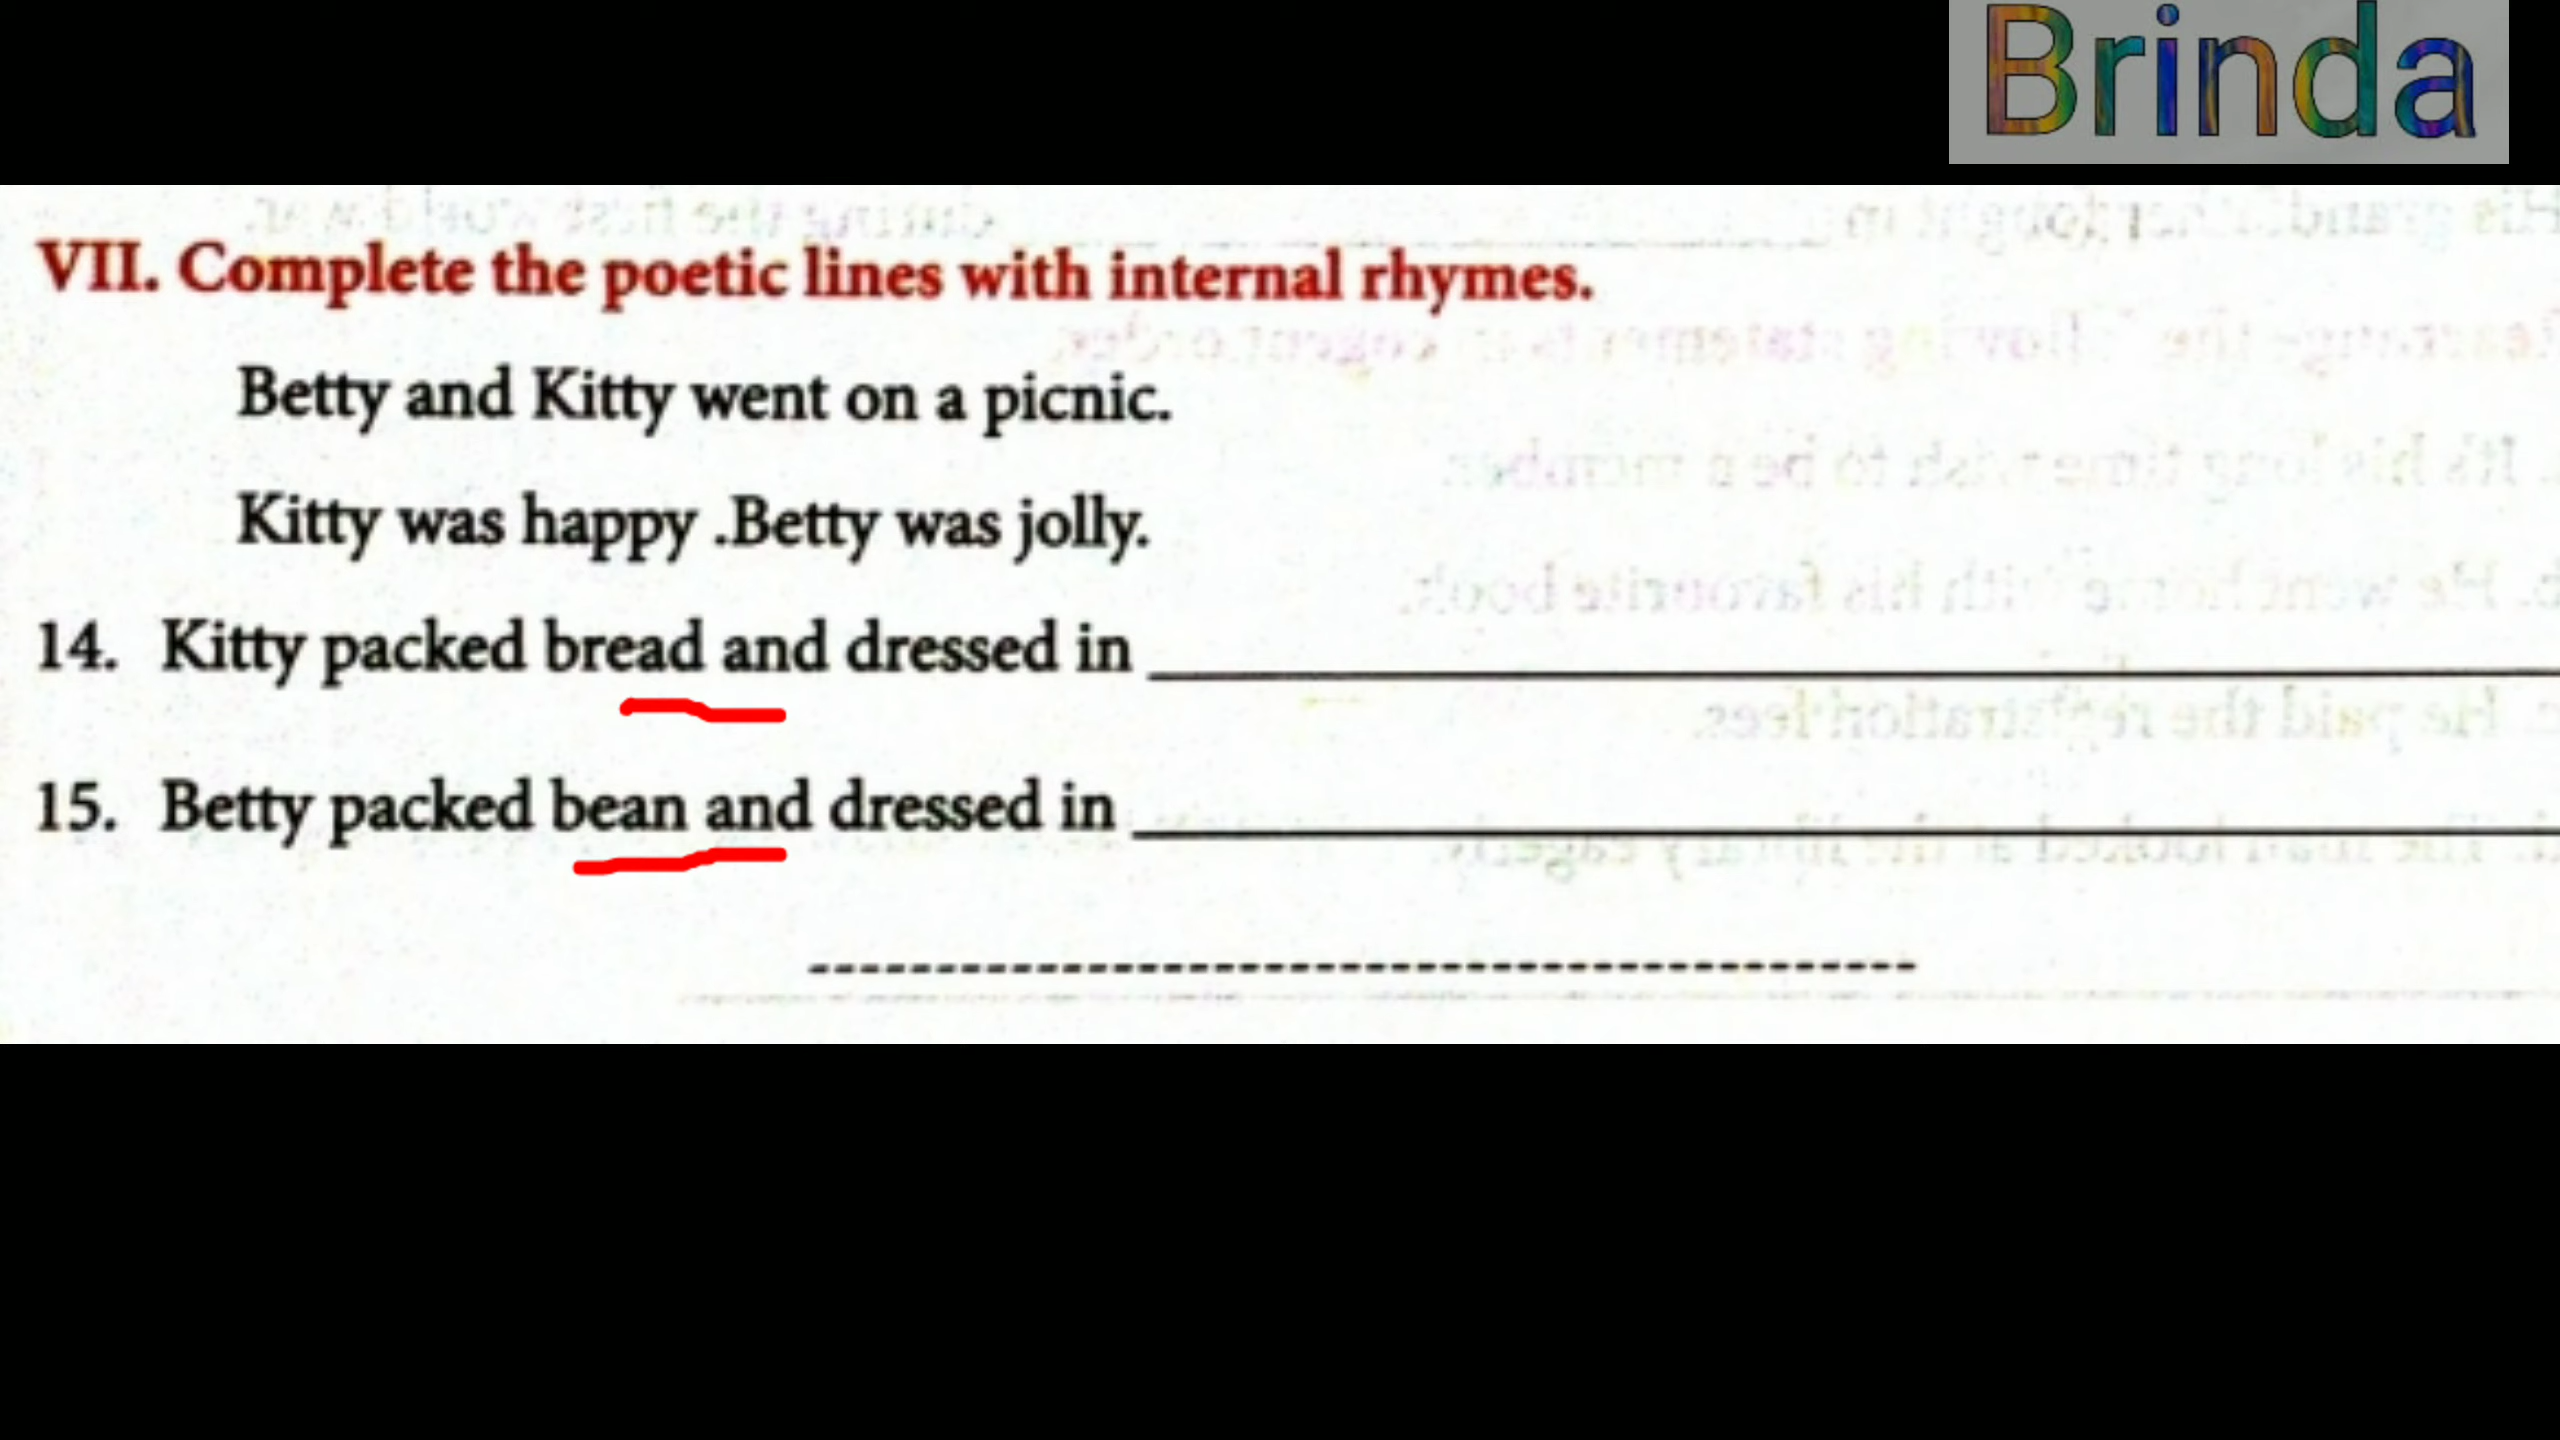 Brinda
VII. Complete the poetic lines with internal rhymes.
Betty and Kitty went on a picnic.
Kitty was happy .Betty was jolly.
14. Kitty packed bread and dressed in
15. Betty packed bean and dressed in